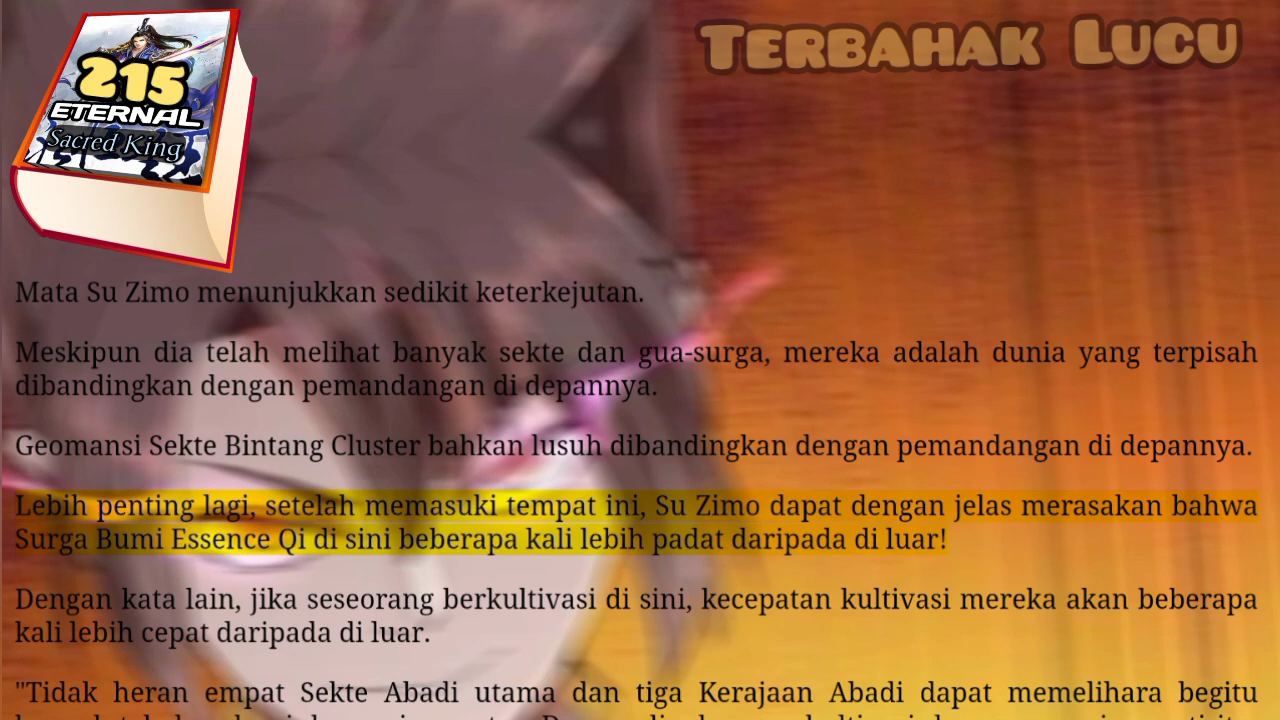 215
ETERNAL
Sacred King
TERBAHAK LUCU
Mata Su Zimo menunjukkan sedikit keterkejutan.
Meskipun dia telah melihat banyak sekte dan gua-surga, mereka adalah dunia yang terpisah
dibandingkan dengan pemandangan di depannya.
Geomansi Sekte Bintang Cluster bahkan lusuh dibandingkan dengan pemandangan di depannya.
Lebih penting lagi, setelah memasuki tempat ini, Su Zimo dapat dengan jelas merasakan bahwa
Surga Bumi Essence Qi di sini beberapa kali lebih padat daripada di luar!
Dengan kata lain, jika seseorang berkultivasi di sini, kecepatan kultivasi mereka akan beberapa
kali lebih cepat daripada di luar.
"Tidak heran empat Sekte Abadi utama dan tiga Kerajaan Abadi dapat memelihara begitu